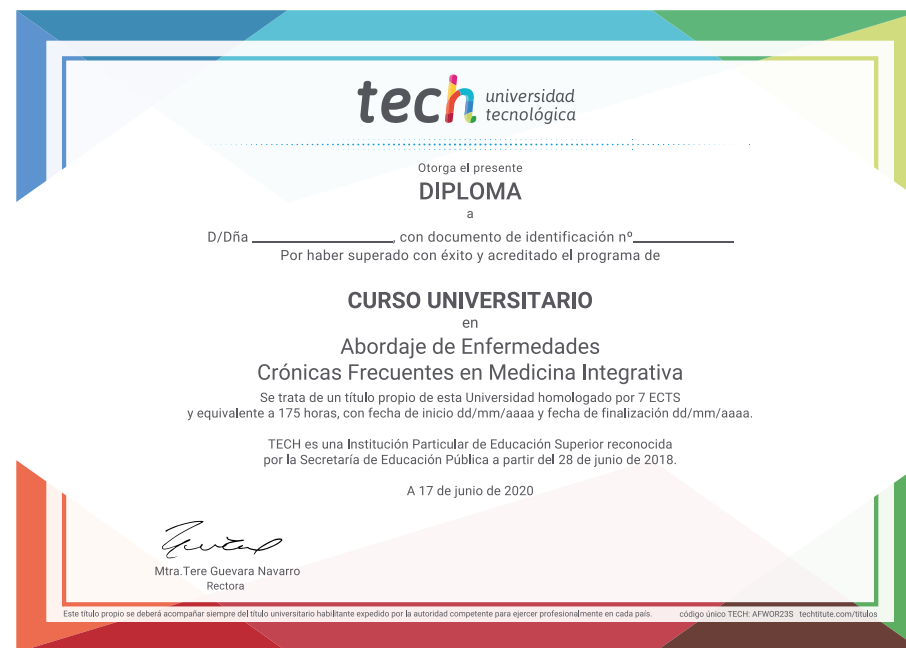 tech universidad
tecnológica
Otorga el presente
DIPLOMA
a
D/Dña ____________________, con documento de identificación nº______________
Por haber superado con éxito y acreditado el programa de
CURSO UNIVERSITARIO
en
Abordaje de Enfermedades
Crónicas Frecuentes en Medicina Integrativa
Se trata de un título propio de esta Universidad homologado por 7 ECTS
y equivalente a 175 horas, con fecha de inicio dd/mm/aaaa y fecha de finalización dd/mm/aaaa.
TECH es una Institución Particular de Educación Superior reconocida
por la Secretaría de Educación Pública a partir del 28 de junio de 2018.
A 17 de junio de 2020
Mtra.Tere Guevara Navarro
Rectora
Este título propio se deberá acompañar siempre del título universitario habilitante expedido por la autoridad competente para ejercer profesionalmente en cada país. código único TECH: AFWOR23S techtitute.com/títulos